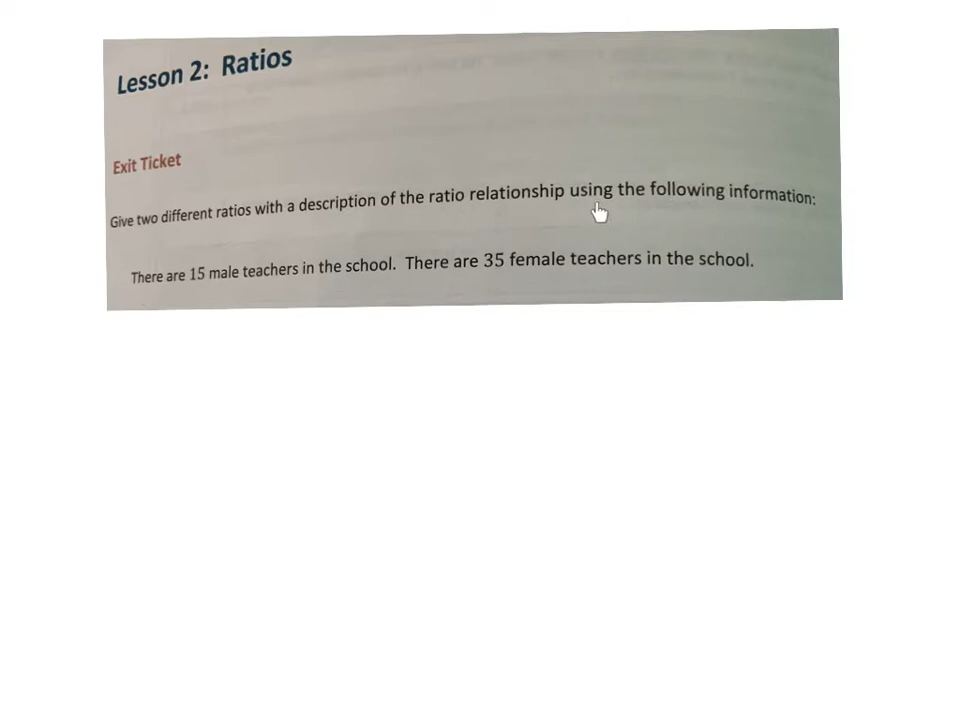 Lesson 2: Ratios
Exit Ticket
Give two different ratios with a description of the ratio relationship using the following information:
There are 15 male teachers in the school. There are 35 female teachers in the school.